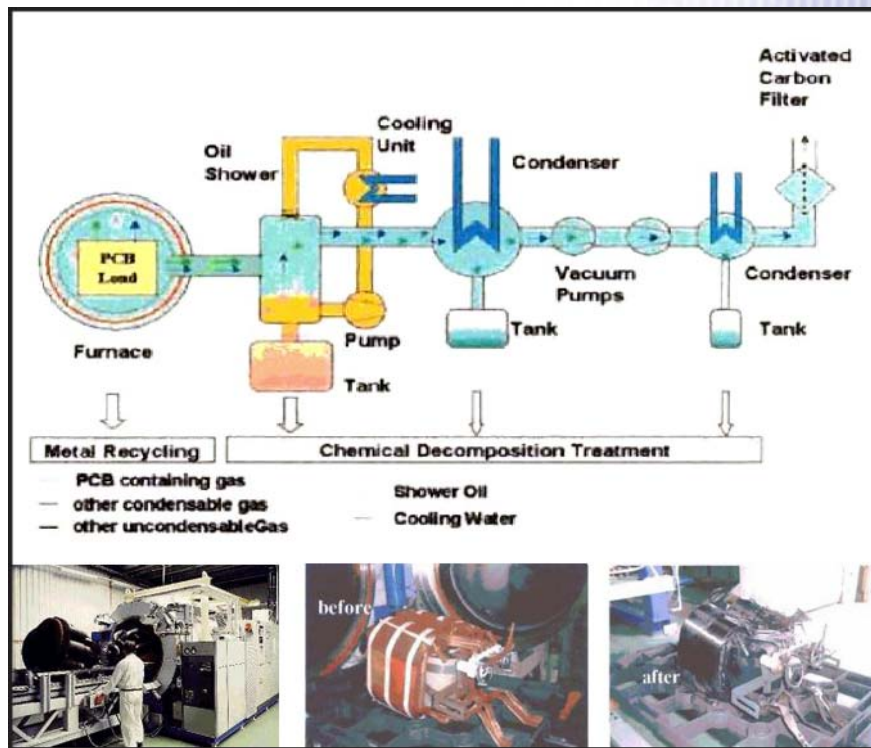 Activated
Carbon
Filter
Cooling
Unit
Oil
Shower
Condenser
PCB
Load
Vacuum
Pumps
Condenser
Furnace
Pump
Tank
Tank
Tank
Metal Recycling
Chemical Decomposition Treatment
PCB containing gas
other condensable gas
other uncondensableGas
Shower Oil
Cooling Water
before
after